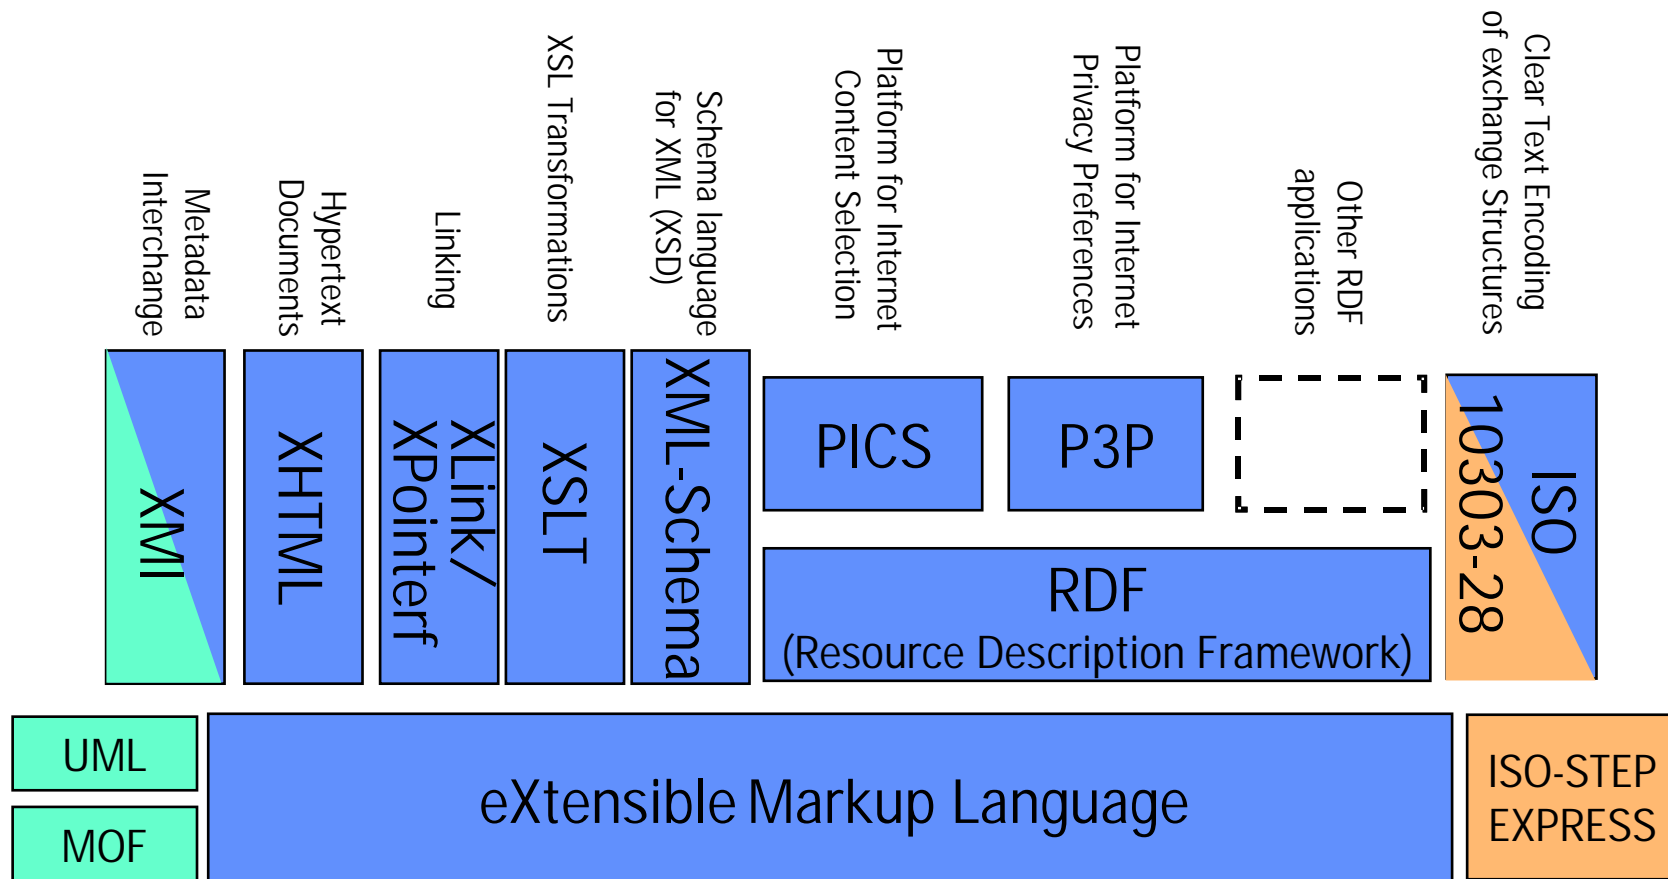 Metadata
Interchange
Hypertext
Documents
Linking
XSL Transformations
Schema language
for XML (XSD)
Platform for Internet
Content Selection
Platform for Internet
Privacy Preferences
Other RDF
applications
Clear Text Encoding
of exchange Structures
XMI
XHTML
XLink/
XPointerf
XSLT
XML-Schema
PICS
P3P
RDF
(Resource Description Framework)
ISO
10303-28
UML
MOF
eXtensible Markup Language
ISO-STEP
EXPRESS